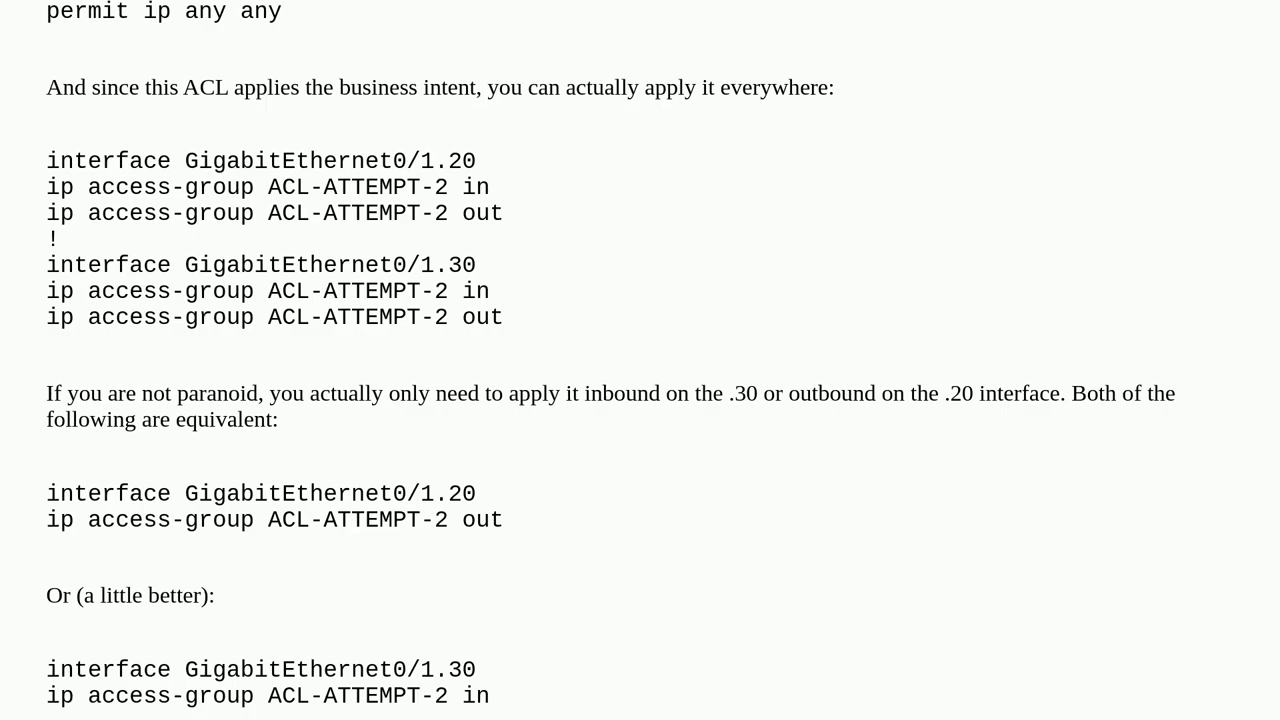 permit ip any any
And since this ACL applies the business intent, you can actually apply it everywhere:
interface GigabitEthernet0/1.20
ip access-group ACL-ATTEMPT-2 in
ip access-group ACL-ATTEMPT-2 out
!
interface GigabitEthernet0/1.30
ip access-group ACL-ATTEMPT-2 in
ip access-group ACL-ATTEMPT-2 out
If you are not paranoid, you actually only need to apply it inbound on the .30 or outbound on the .20 interface. Both of the
following are equivalent:
interface GigabitEthernet0/1.20
ip access-group ACL-ATTEMPT-2 out
Or (a little better):
interface GigabitEthernet0/1.30
ip access-group ACL-ATTEMPT-2 in